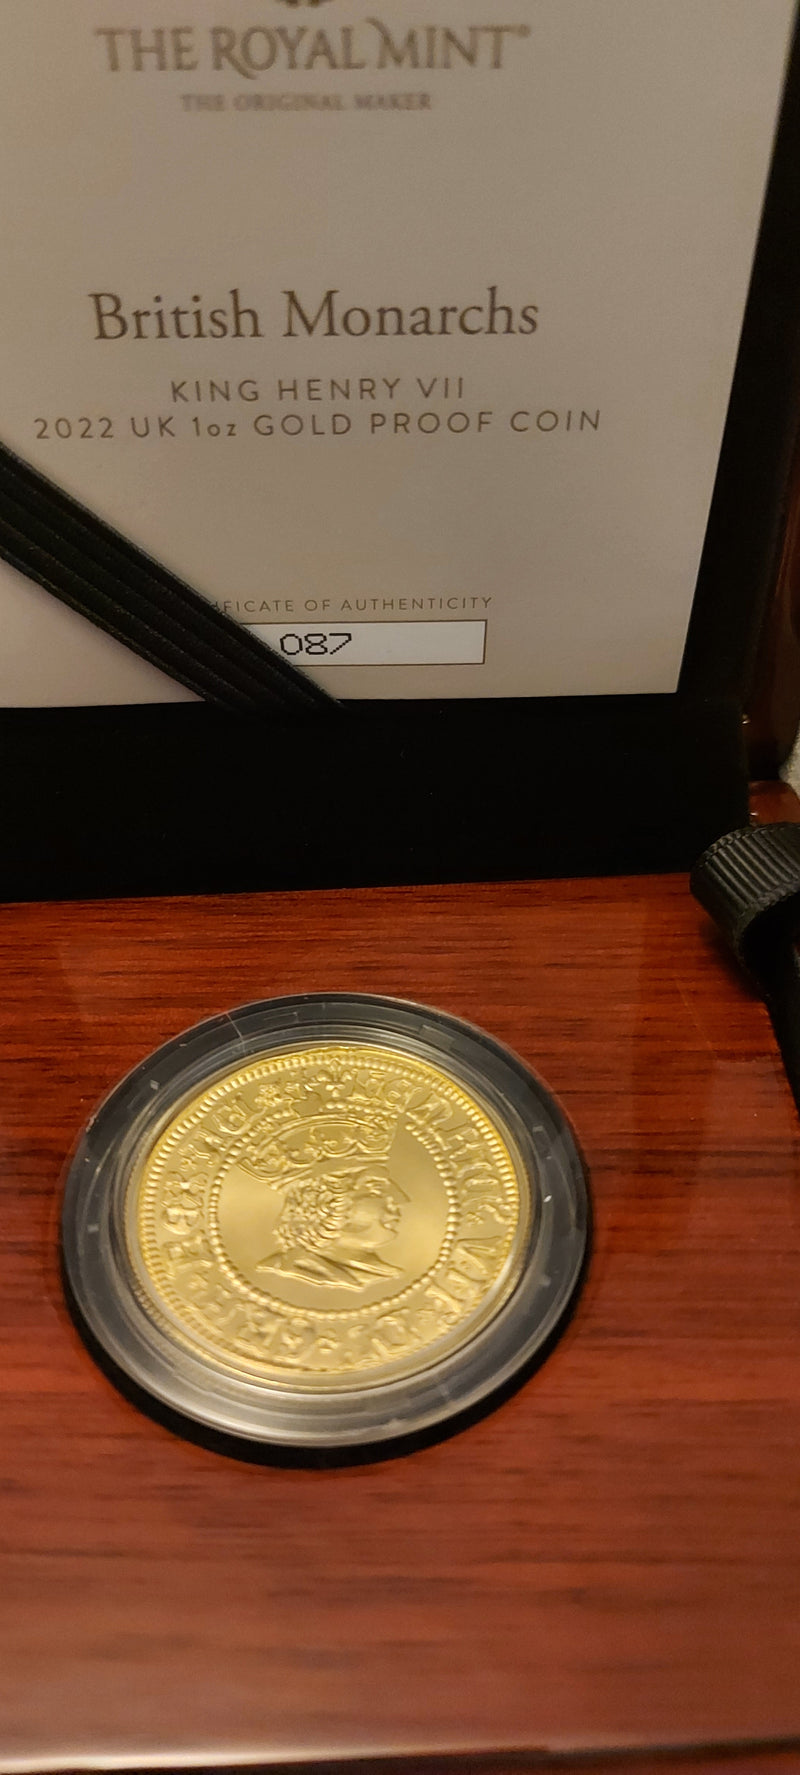 THE ROYAL MINT®
THE ORIGINAL MAKER
British Monarchs
KING HENRY VII
2022 UK 1oz GOLD PROOF COIN
FICATE OF AUTHENTICITY
087